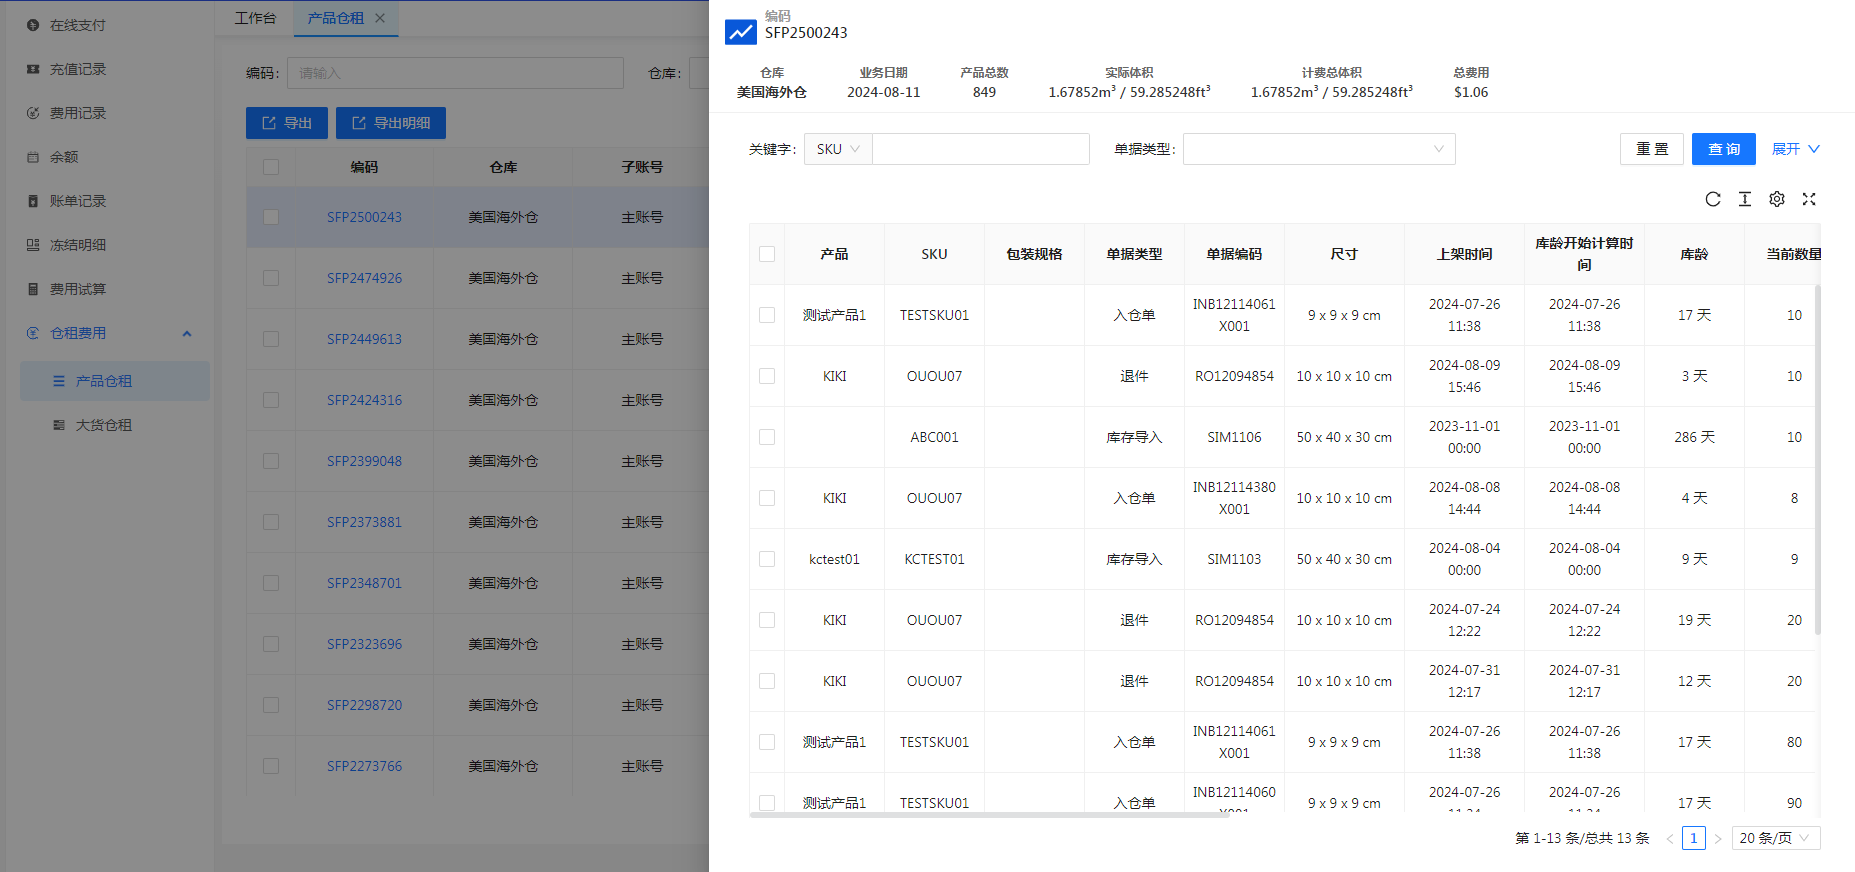 在线支付
充值记录
费用记录
余额
账单记录
冻结明细
费用试算
仓租费用
产品仓租
大货仓租
工作台
产品仓租
编码:
请输入
仓库:
导出
导出明细
编码 仓库 子账号
SFP2500243 美国海外仓 主账号
SFP2474926 美国海外仓 主账号
SFP2449613 美国海外仓 主账号
SFP2424316 美国海外仓 主账号
SFP2399048 美国海外仓 主账号
SFP2373881 美国海外仓 主账号
SFP2348701 美国海外仓 主账号
SFP2323696 美国海外仓 主账号
SFP2298720 美国海外仓 主账号
SFP2273766 美国海外仓 主账号
编码
SFP2500243
仓库 业务日期 产品总数 实际体积 计费总体积 总费用
美国海外仓 2024-08-11 849 1.67852m³ / 59.285248ft³ 1.67852m³ / 59.285248ft³ $1.06
关键字: SKU 单据类型: 重 置 查 询 展开
产品 SKU 包装规格 单据类型 单据编码 尺寸 上架时间 库龄开始计算时间 库龄 当前数量
测试产品1 TESTSKU01 入仓单 INB12114061X001 9 x 9 x 9 cm 2024-07-26 11:38 2024-07-26 11:38 17 天 10
KIKI OUOU07 退件 RO12094854 10 x 10 x 10 cm 2024-08-09 15:46 2024-08-09 15:46 3 天 10
ABC001 库存导入 SIM1106 50 x 40 x 30 cm 2023-11-01 00:00 2023-11-01 00:00 286 天 10
KIKI OUOU07 入仓单 INB12114380X001 10 x 10 x 10 cm 2024-08-08 14:44 2024-08-08 14:44 4 天 8
kctest01 KCTEST01 库存导入 SIM1103 50 x 40 x 30 cm 2024-08-04 00:00 2024-08-04 00:00 9 天 9
KIKI OUOU07 退件 RO12094854 10 x 10 x 10 cm 2024-07-24 12:22 2024-07-24 12:22 19 天 20
KIKI OUOU07 退件 RO12094854 10 x 10 x 10 cm 2024-07-31 12:17 2024-07-31 12:17 12 天 20
测试产品1 TESTSKU01 入仓单 INB12114061X001 9 x 9 x 9 cm 2024-07-26 11:38 2024-07-26 11:38 17 天 80
测试产品1 TESTSKU01 入仓单 INB12114060 9 x 9 x 9 cm 2024-07-26 2024-07-26 17 天 90
第 1-13 条/总共 13 条 < 1 > 20 条/页